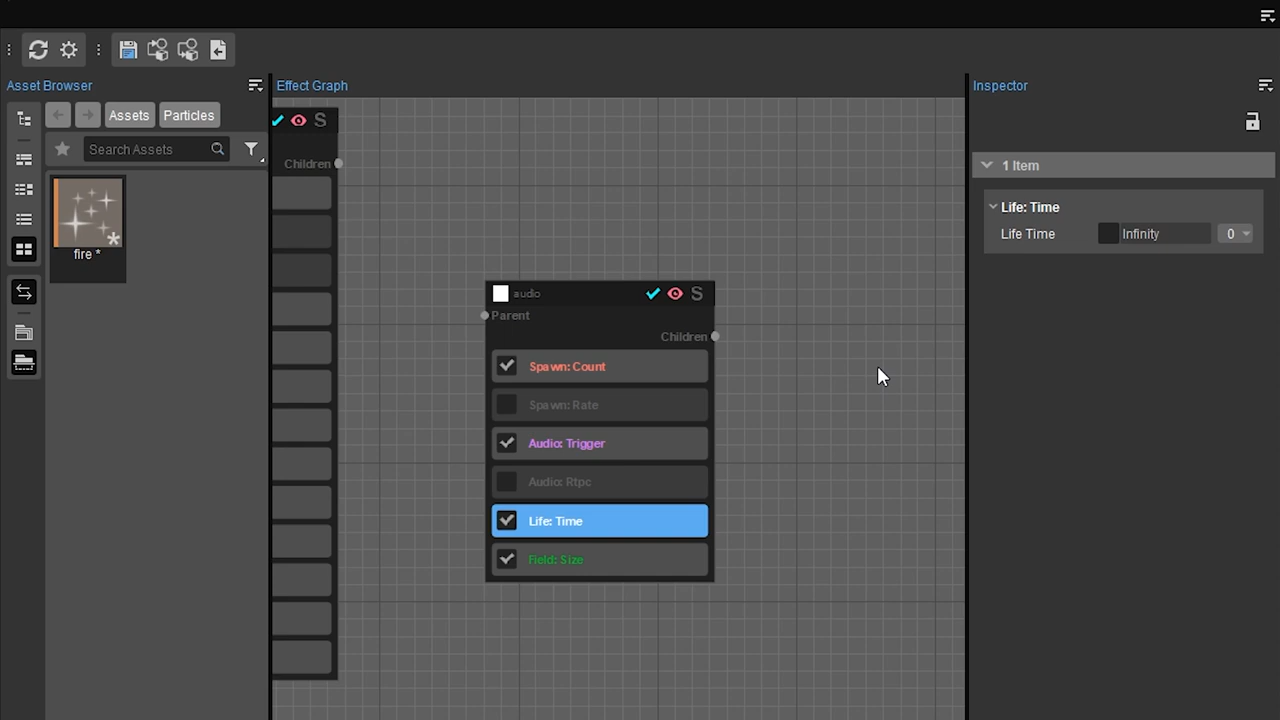 Asset Browser
Effect Graph
Inspector
Assets
Particles
Search Assets
fire *
S
Children
audio
S
Parent
Children
Spawn: Count
Spawn: Rate
Audio: Trigger
Audio: Rtpc
Life: Time
Field: Size
1 Item
Life: Time
Life Time
Infinity
0